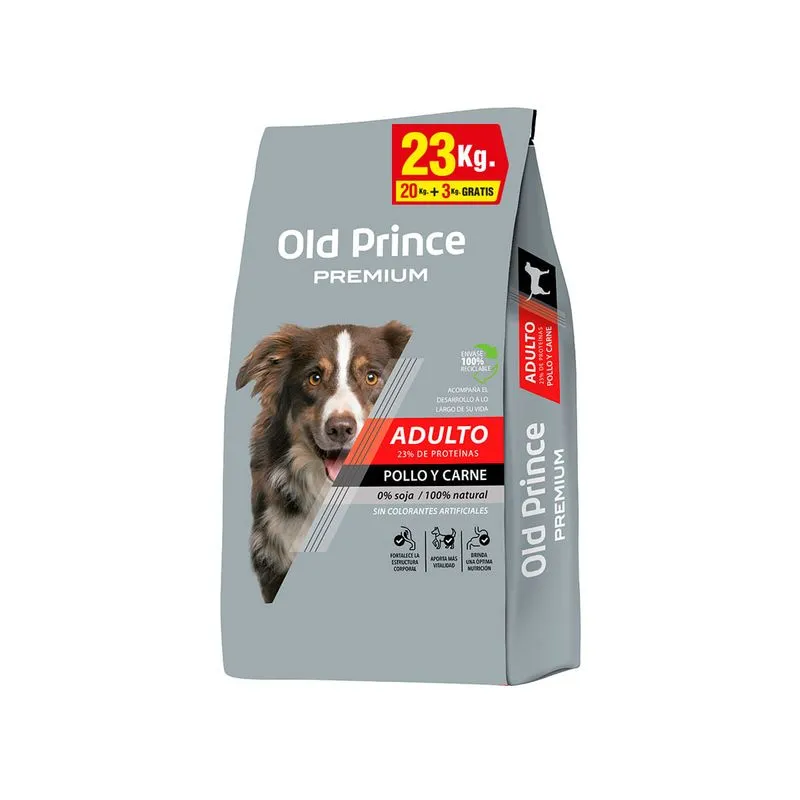 23 Kg.
20 Kg. + 3 Kg. GRATIS
Old Prince
PREMIUM
ENVASE
100%
RECICLABLE
ACOMPAÑA EL
DESARROLLO A LO
LARGO DE SU VIDA
ADULTO
23% DE PROTEÍNAS
POLLO Y CARNE
0% soja / 100% natural
SIN COLORANTES ARTIFICIALES
FORTALECE LA
ESTRUCTURA
CORPORAL
APORTA MÁS
VITALIDAD
BRINDA
UNA ÓPTIMA
NUTRICIÓN
ADULTO
23% DE PROTEÍNAS
POLLO Y CARNE
Old Prince
PREMIUM